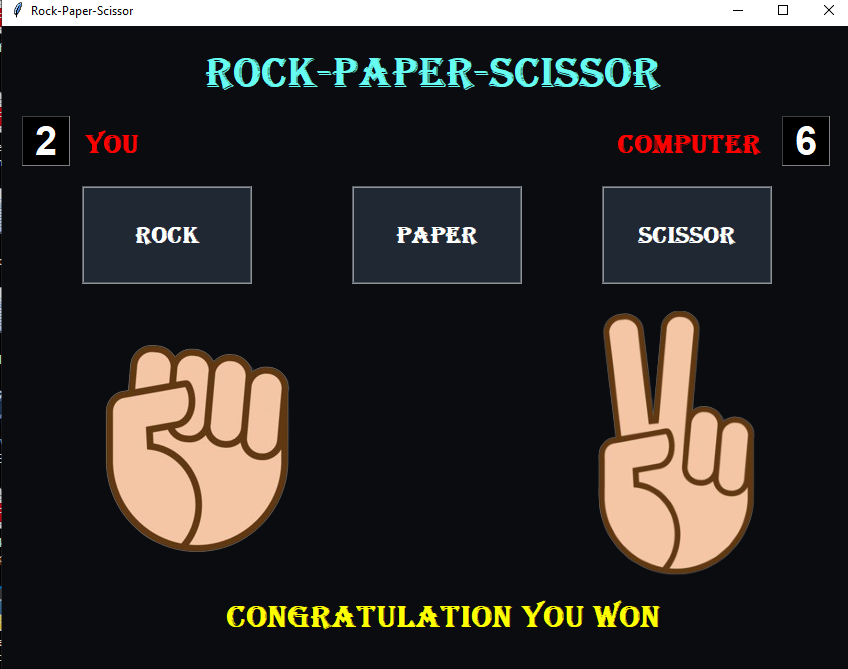 Rock-Paper-Scissor
ROCK-PAPER-SCISSOR
2 YOU COMPUTER 6
ROCK PAPER SCISSOR
CONGRATULATION YOU WON